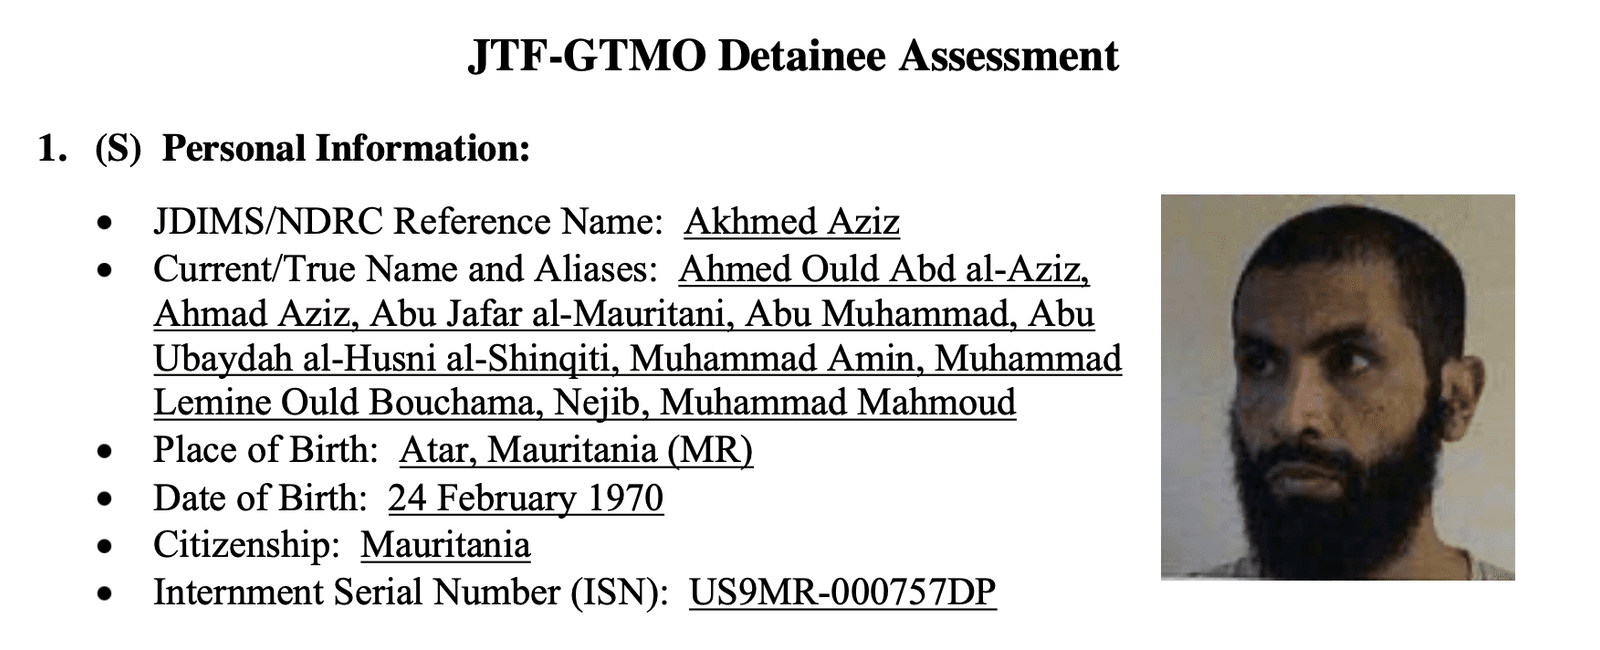 JTF-GTMO Detainee Assessment
1. (S) Personal Information:
• JDIMS/NDRC Reference Name: Akhmed Aziz
• Current/True Name and Aliases: Ahmed Ould Abd al-Aziz,
Ahmad Aziz, Abu Jafar al-Mauritani, Abu Muhammad, Abu
Ubaydah al-Husni al-Shinqiti, Muhammad Amin, Muhammad
Lemine Ould Bouchama, Nejib, Muhammad Mahmoud
• Place of Birth: Atar, Mauritania (MR)
• Date of Birth: 24 February 1970
• Citizenship: Mauritania
• Internment Serial Number (ISN): US9MR-000757DP